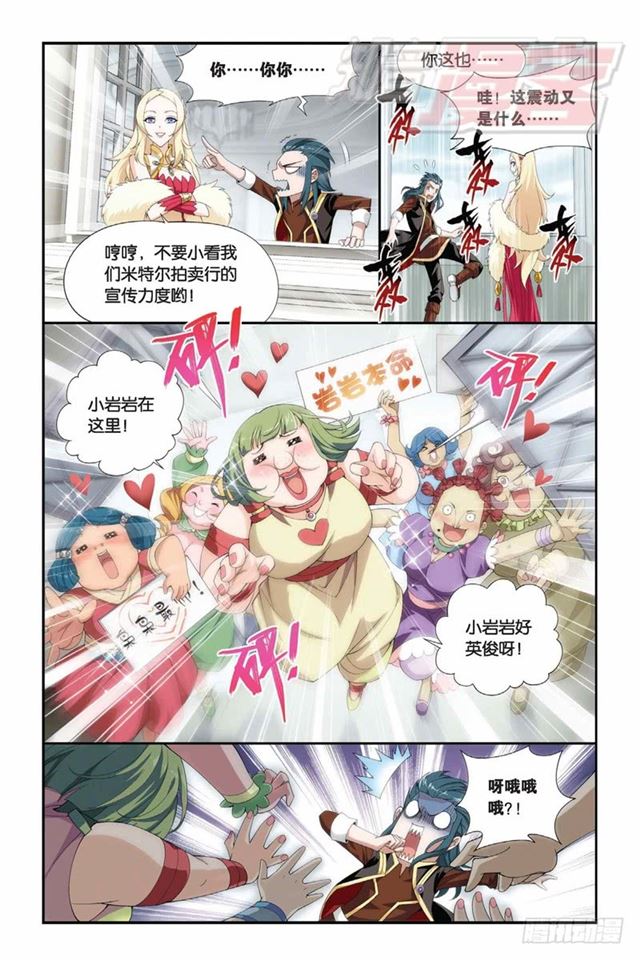 你……你你……
哼哼，不要小看我
们米特尔拍卖行的
宣传力度哟！
你这也……
哇！这震动又
是什么……
轰
轰
轰
轰
轰
砰！
小岩岩在
这里！
岩岩本命
砰！
小岩岩好
英俊呀！
砰！
呀哦哦
哦？！
腾讯动漫